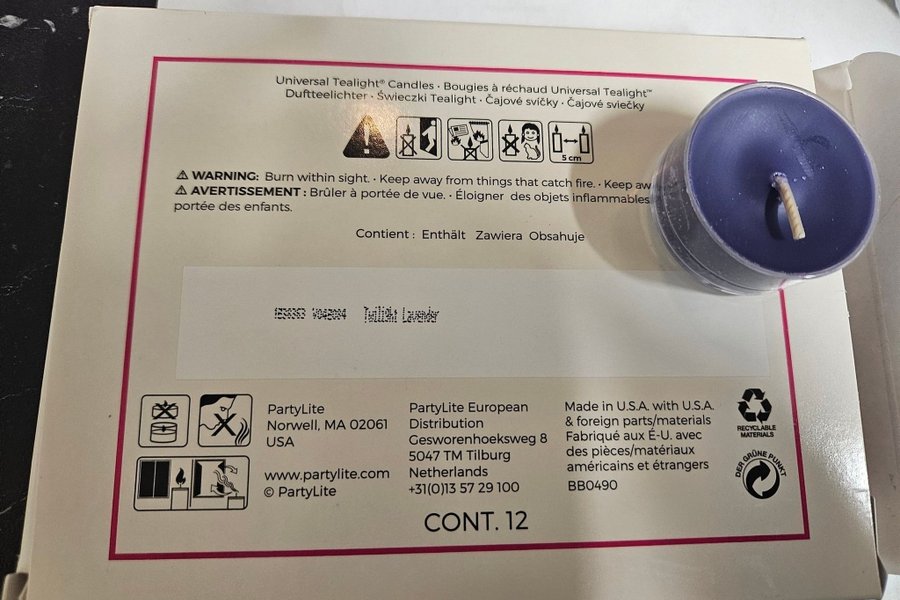 Universal Tealight® Candles · Bougies à réchaud Universal Tealight™
Duftteelichter · Świeczki Tealight · Čajové svíčky · Čajové sviečky
5 cm
⚠ WARNING: Burn within sight. · Keep away from things that catch fire. · Keep aw
⚠ AVERTISSEMENT : Brûler à portée de vue. · Éloigner des objets inflammables
portée des enfants.
Contient : Enthält Zawiera Obsahuje
Twilight Lavender
PartyLite
Norwell, MA 02061
USA
www.partylite.com
© PartyLite
PartyLite European
Distribution
Gesworenhoeksweg 8
5047 TM Tilburg
Netherlands
+31(0)13 57 29 100
Made in U.S.A. with U.S.A.
& foreign parts/materials
Fabriqué aux É-U. avec
des pièces/matériaux
américains et étrangers
BB0490
RECYCLABLE
MATERIALS
DER GRÜNE PUNKT
CONT. 12